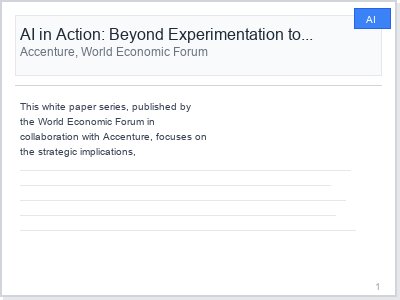 AI
AI in Action: Beyond Experimentation to...
Accenture, World Economic Forum
This white paper series, published by
the World Economic Forum in
collaboration with Accenture, focuses on
the strategic implications,
1